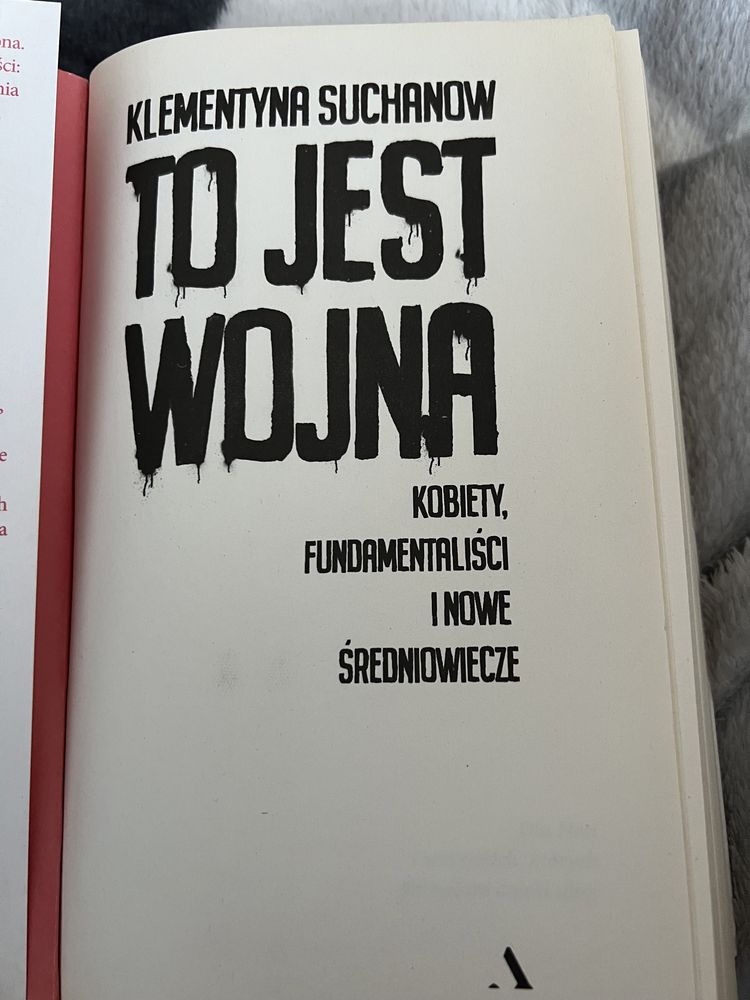 KLEMENTYNA SUCHANOW
TO JEST
WOJNA
KOBIETY,
FUNDAMENTALIŚCI
I NOWE
ŚREDNIOWIECZE